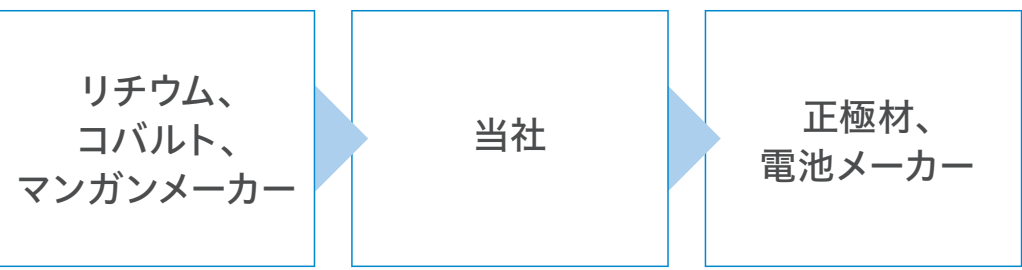 リチウム、
コバルト、
マンガンメーカー
当社
正極材、
電池メーカー